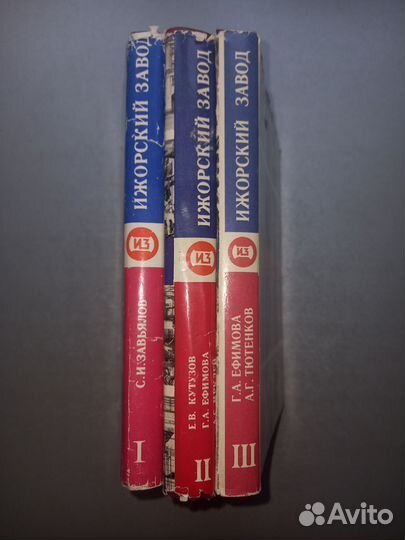 ИЖОРСКИЙ ЗАВОД
ИЗ
С.И.ЗАВЬЯЛОВ
I
ИЖОРСКИЙ ЗАВОД
ИЗ
Е.В. КУТУЗОВ
Г.А. ЕФИМОВА
II
ИЖОРСКИЙ ЗАВОД
ИЗ
Г.А. ЕФИМОВА
А.Г. ТЮТЕНКОВ
III
Avito